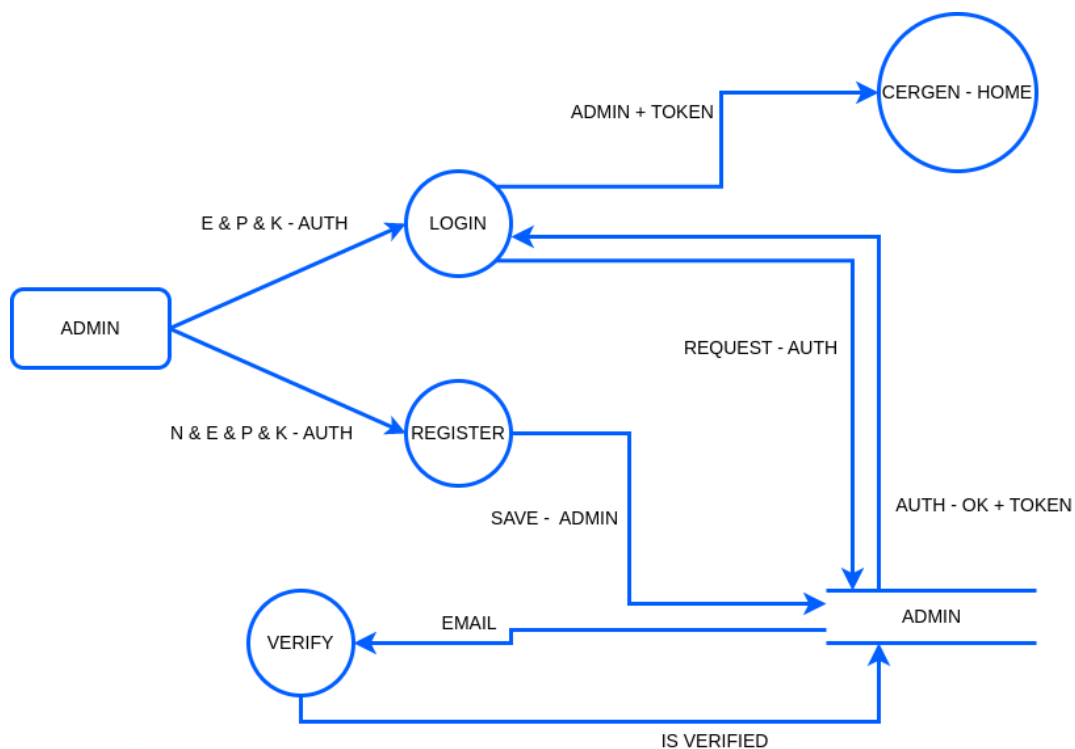 CERGEN - HOME
ADMIN + TOKEN
E & P & K - AUTH
LOGIN
ADMIN
REQUEST - AUTH
N & E & P & K - AUTH
REGISTER
AUTH - OK + TOKEN
SAVE -  ADMIN
ADMIN
EMAIL
VERIFY
IS VERIFIED